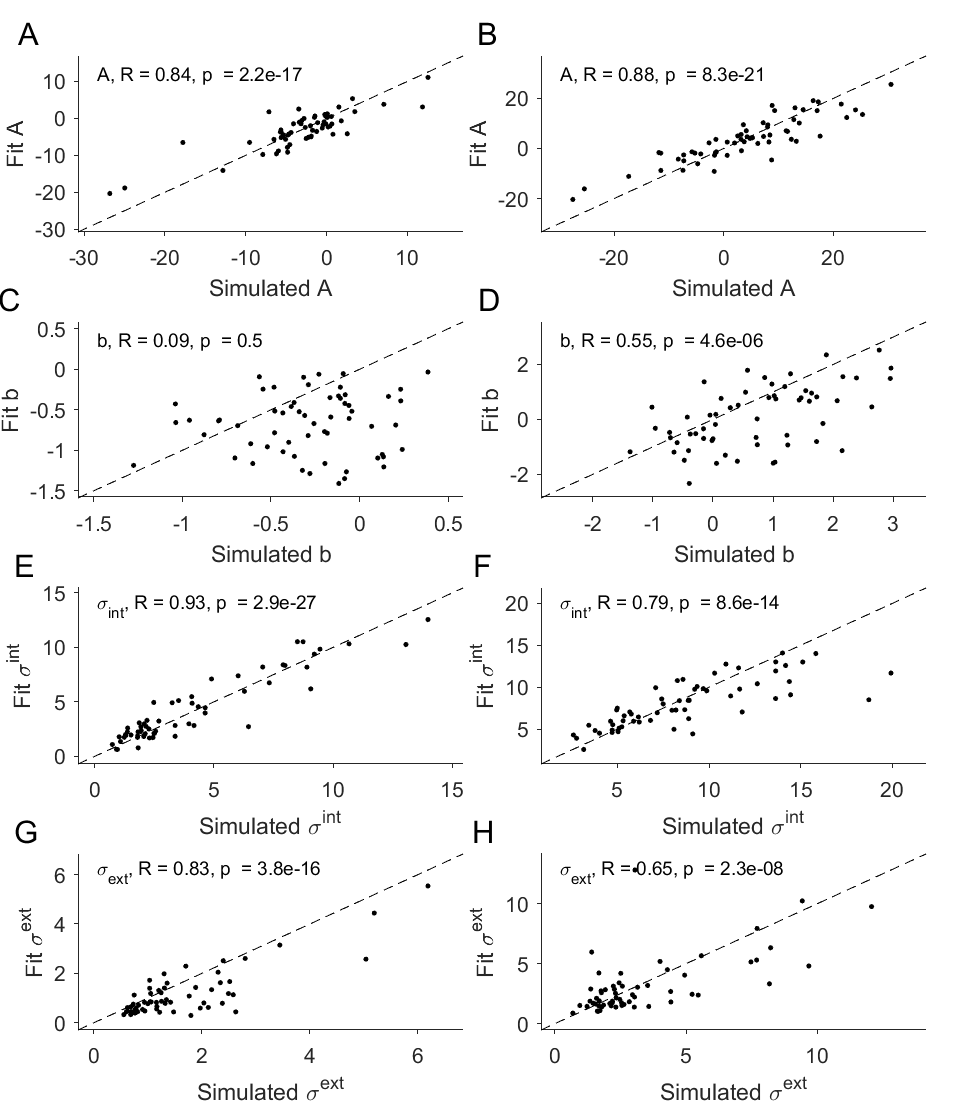 A
A, R = 0.84, p = 2.2e-17
Fit A
10
0
-10
-20
-30
-30 -20 -10 0 10
Simulated A
B
A, R = 0.88, p = 8.3e-21
Fit A
20
0
-20
-20 0 20
Simulated A
C
b, R = 0.09, p = 0.5
Fit b
0.5
0
-0.5
-1
-1.5
-1.5 -1 -0.5 0 0.5
Simulated b
D
b, R = 0.55, p = 4.6e-06
Fit b
2
0
-2
-2 -1 0 1 2 3
Simulated b
E
σint, R = 0.93, p = 2.9e-27
Fit σint
15
10
5
0
0 5 10 15
Simulated σint
F
σint, R = 0.79, p = 8.6e-14
Fit σint
20
15
10
5
5 10 15 20
Simulated σint
G
σext, R = 0.83, p = 3.8e-16
Fit σext
6
4
2
0
0 2 4 6
Simulated σext
H
σext, R = 0.65, p = 2.3e-08
Fit σext
10
5
0
0 5 10
Simulated σext